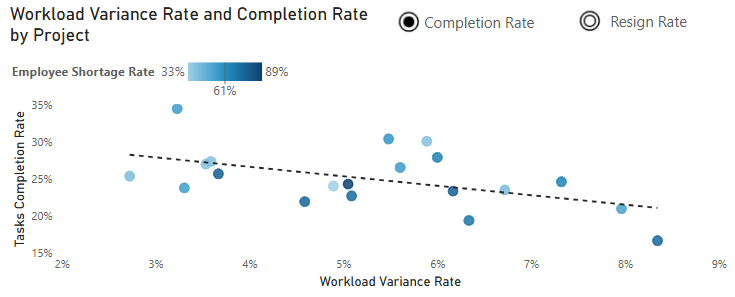 Workload Variance Rate and Completion Rate
by Project
Completion Rate
Resign Rate
Employee Shortage Rate 33% 89%
61%
35%
30%
25%
20%
15%
Tasks Completion Rate
2% 3% 4% 5% 6% 7% 8% 9%
Workload Variance Rate